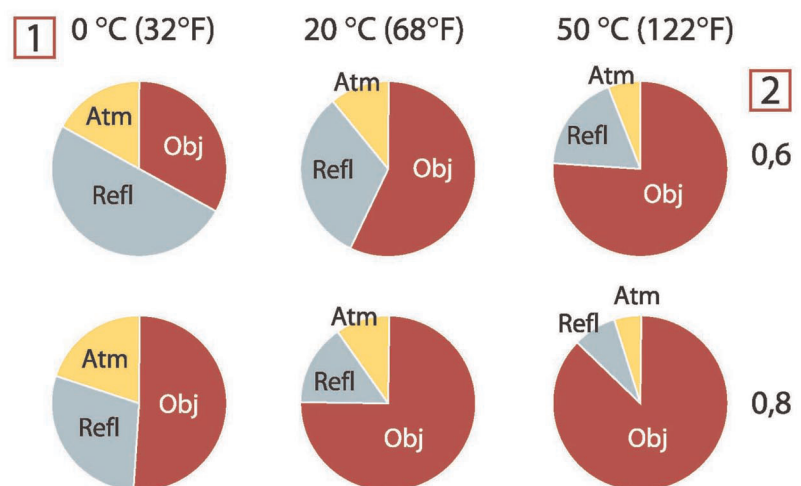 1 0 °C (32°F) 20 °C (68°F) 50 °C (122°F)
2
0,6
Atm Obj Refl
Atm Refl Obj
Atm Refl Obj
0,8
Atm Obj Refl
Atm Refl Obj
Atm Refl Obj